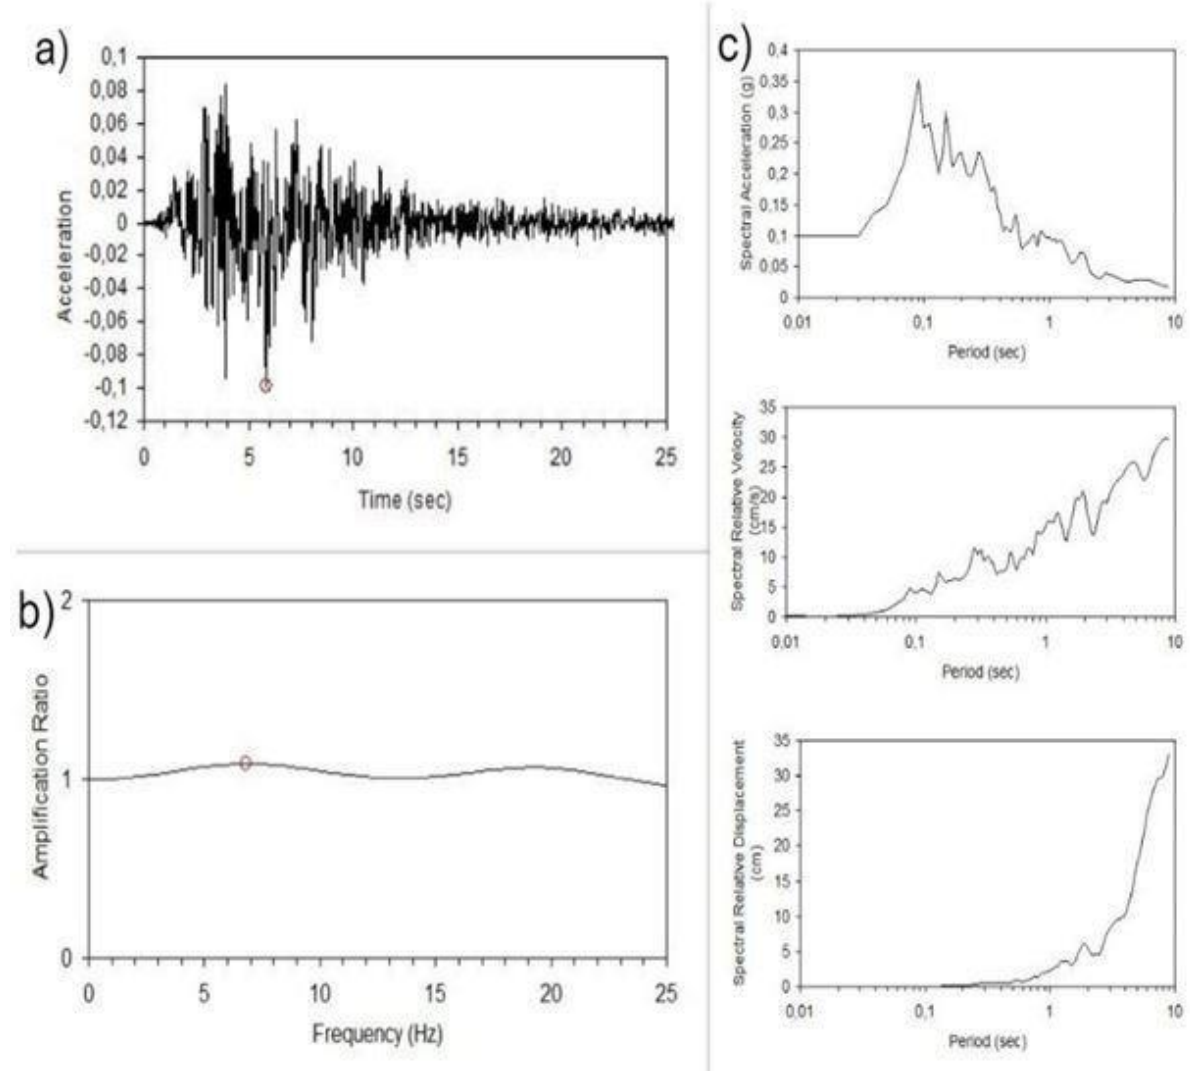 a)
0,1
0,08
0,06
0,04
0,02
0
-0,02
-0,04
-0,06
-0,08
-0,1
-0,12
Acceleration
0 5 10 15 20 25
Time (sec)
b)
2
1
0
Amplification Ratio
0 5 10 15 20 25
Frequency (Hz)
c)
0.4
0.35
0.3
0.25
0.2
0.15
0.1
0.05
0
Spectral Acceleration (g)
0.01 0.1 1 10
Period (sec)
35
30
25
20
15
10
5
0
Spectral Relative Velocity
(cm/s)
0.01 0.1 1 10
Period (sec)
35
30
25
20
15
10
5
0
Spectral Relative Displacement
(cm)
0.01 0.1 1 10
Period (sec)